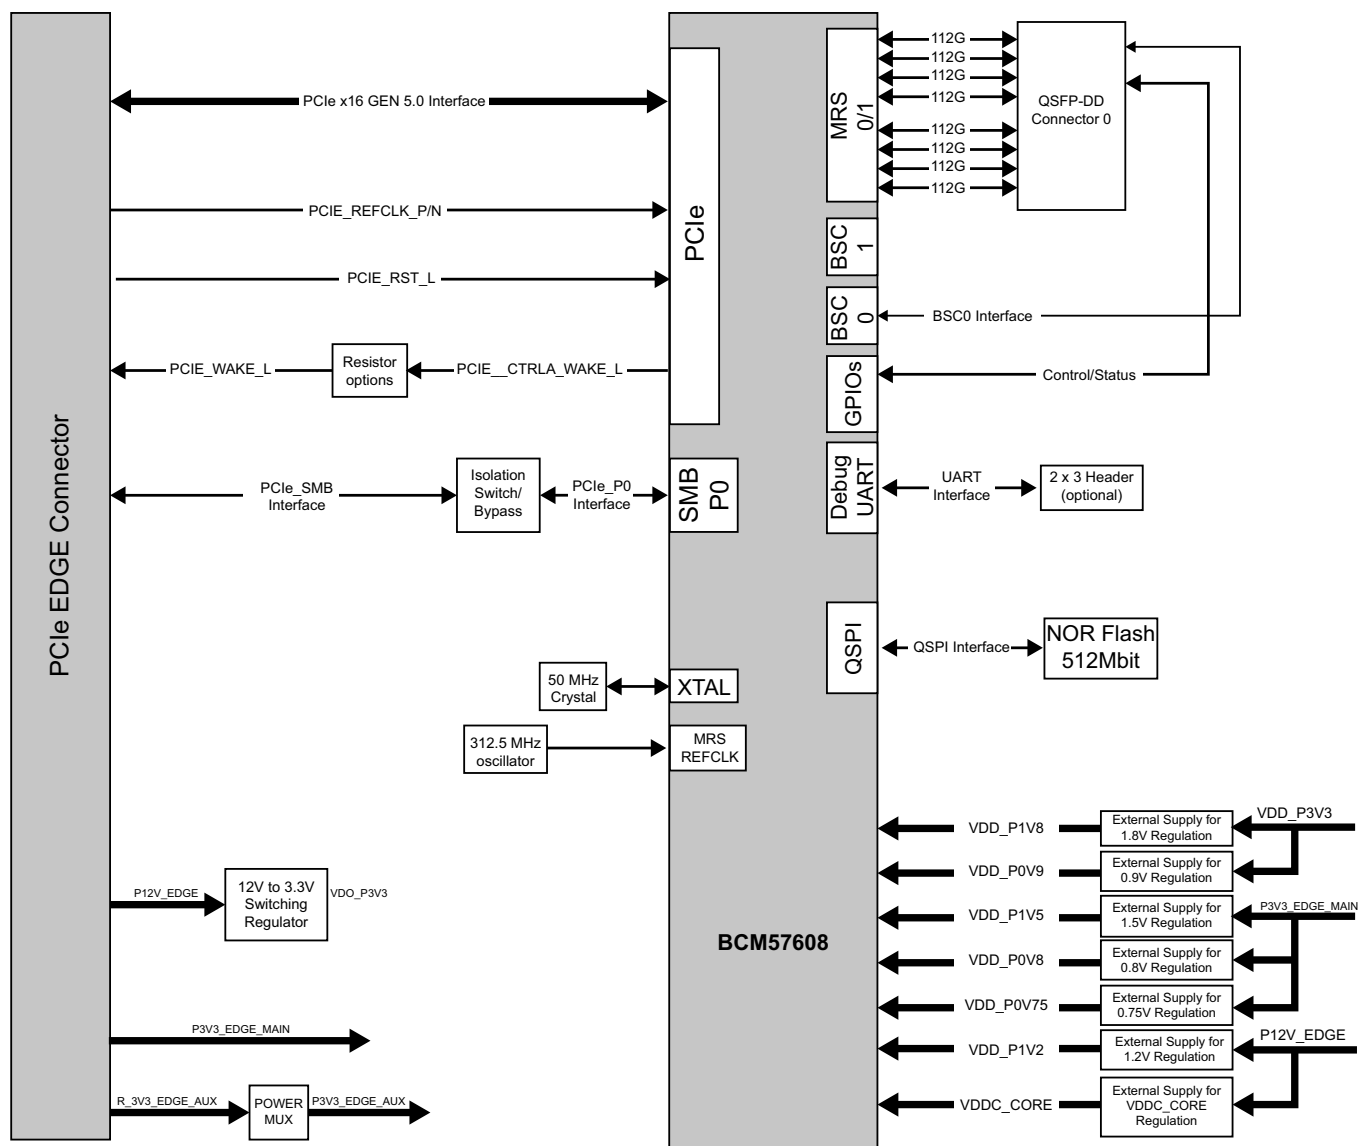 PCIe EDGE Connector
PCIe x16 GEN 5.0 Interface
PCIE_REFCLK_P/N
PCIE_RST_L
PCIE_WAKE_L
Resistor
options
PCIE__CTRLA_WAKE_L
PCIe_SMB
Interface
Isolation
Switch/
Bypass
PCIe_P0
Interface
50 MHz
Crystal
312.5 MHz
oscillator
P12V_EDGE
12V to 3.3V
Switching
Regulator
VDO_P3V3
P3V3_EDGE_MAIN
R_3V3_EDGE_AUX
POWER
MUX
P3V3_EDGE_AUX
PCIe
SMB
P0
XTAL
MRS
REFCLK
BCM57608
MRS
0/1
BSC
1
BSC
0
GPIOs
Debug
UART
QSPI
112G
112G
112G
112G
112G
112G
112G
112G
QSFP-DD
Connector 0
BSC0 Interface
Control/Status
UART
Interface
2 x 3 Header
(optional)
QSPI Interface
NOR Flash
512Mbit
VDD_P1V8
External Supply for
1.8V Regulation
VDD_P3V3
VDD_P0V9
External Supply for
0.9V Regulation
VDD_P1V5
External Supply for
1.5V Regulation
P3V3_EDGE_MAIN
VDD_P0V8
External Supply for
0.8V Regulation
VDD_P0V75
External Supply for
0.75V Regulation
VDD_P1V2
External Supply for
1.2V Regulation
P12V_EDGE
VDDC_CORE
External Supply for
VDDC_CORE
Regulation